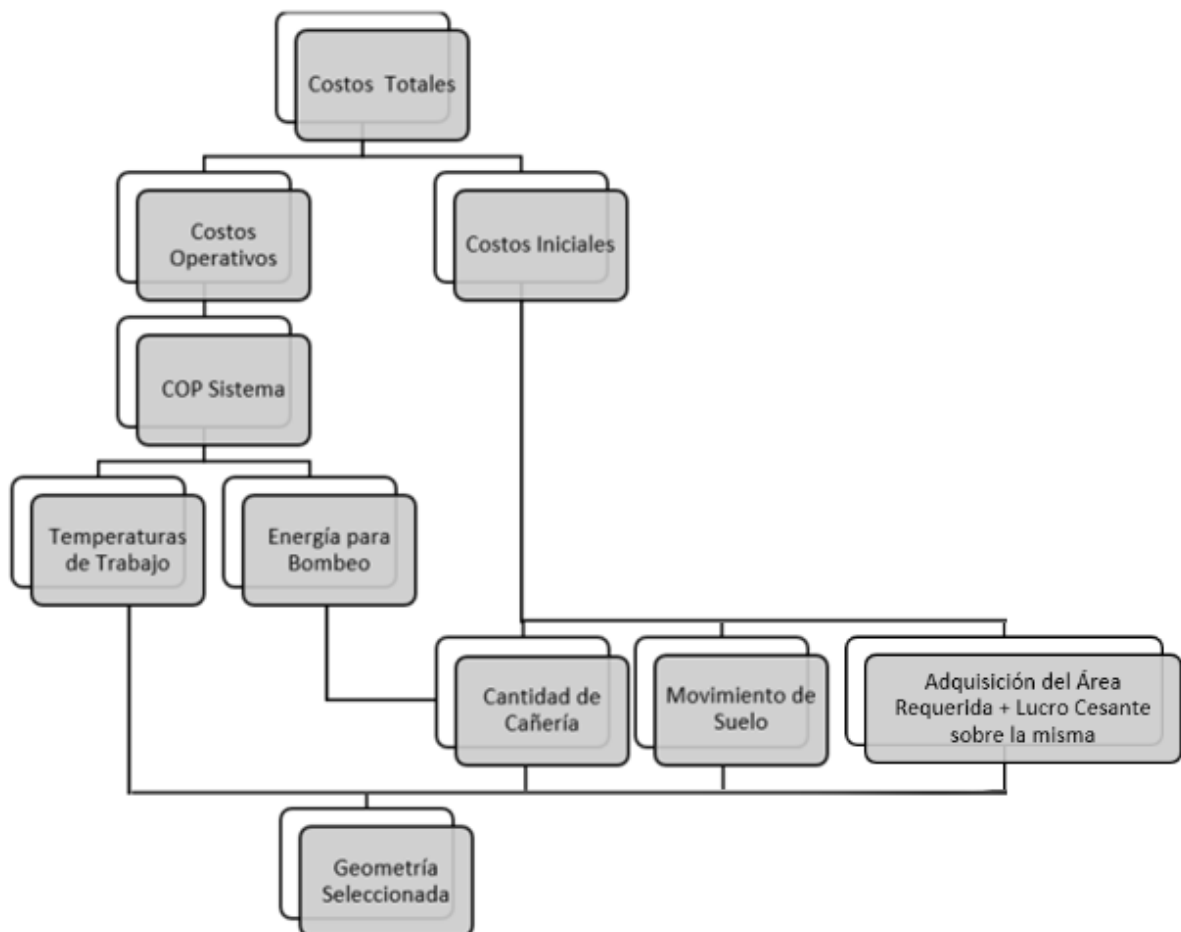 Costos Totales
Costos
Operativos
Costos Iniciales
COP Sistema
Temperaturas
de Trabajo
Energía para
Bombeo
Cantidad de
Cañería
Movimiento de
Suelo
Adquisición del Área
Requerida + Lucro Cesante
sobre la misma
Geometría
Seleccionada